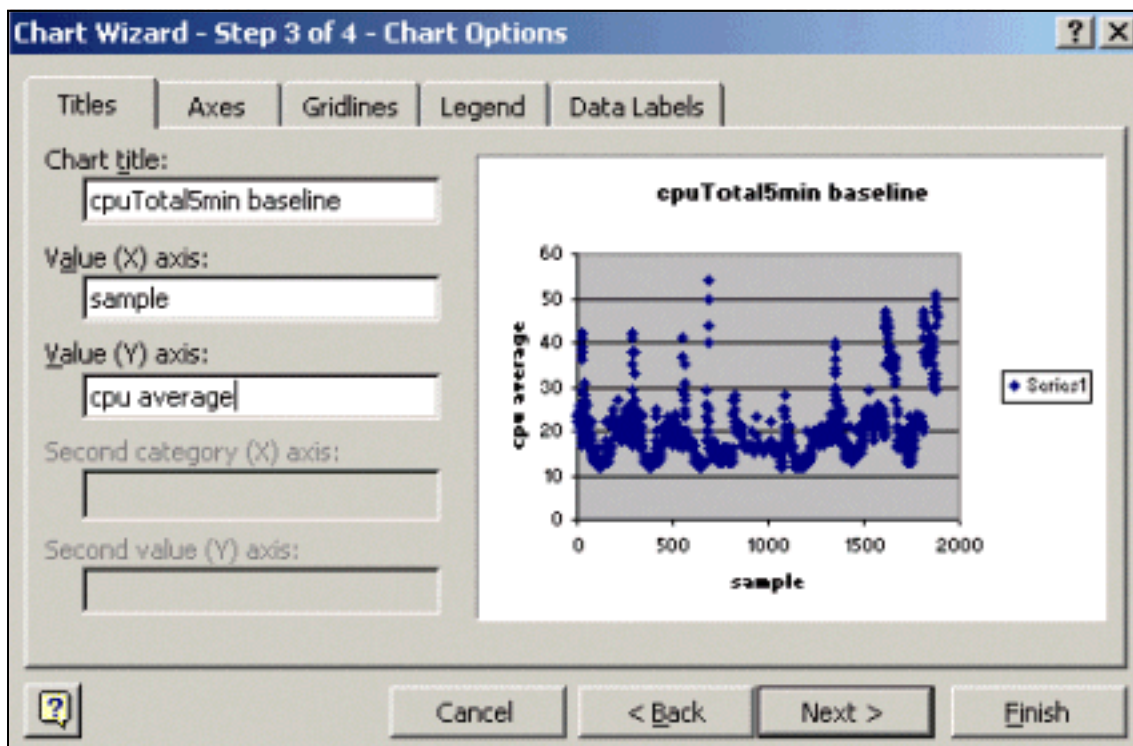 Chart Wizard - Step 3 of 4 - Chart Options
Titles
Axes
Gridlines
Legend
Data Labels
Chart title:
cpuTotal5min baseline
Value (X) axis:
sample
Value (Y) axis:
cpu average
Second category (X) axis:
Second value (Y) axis:
cpuTotal5min baseline
cpu average
60
50
40
30
20
10
0
0 500 1000 1500 2000
sample
Series1
Cancel
< Back
Next >
Finish